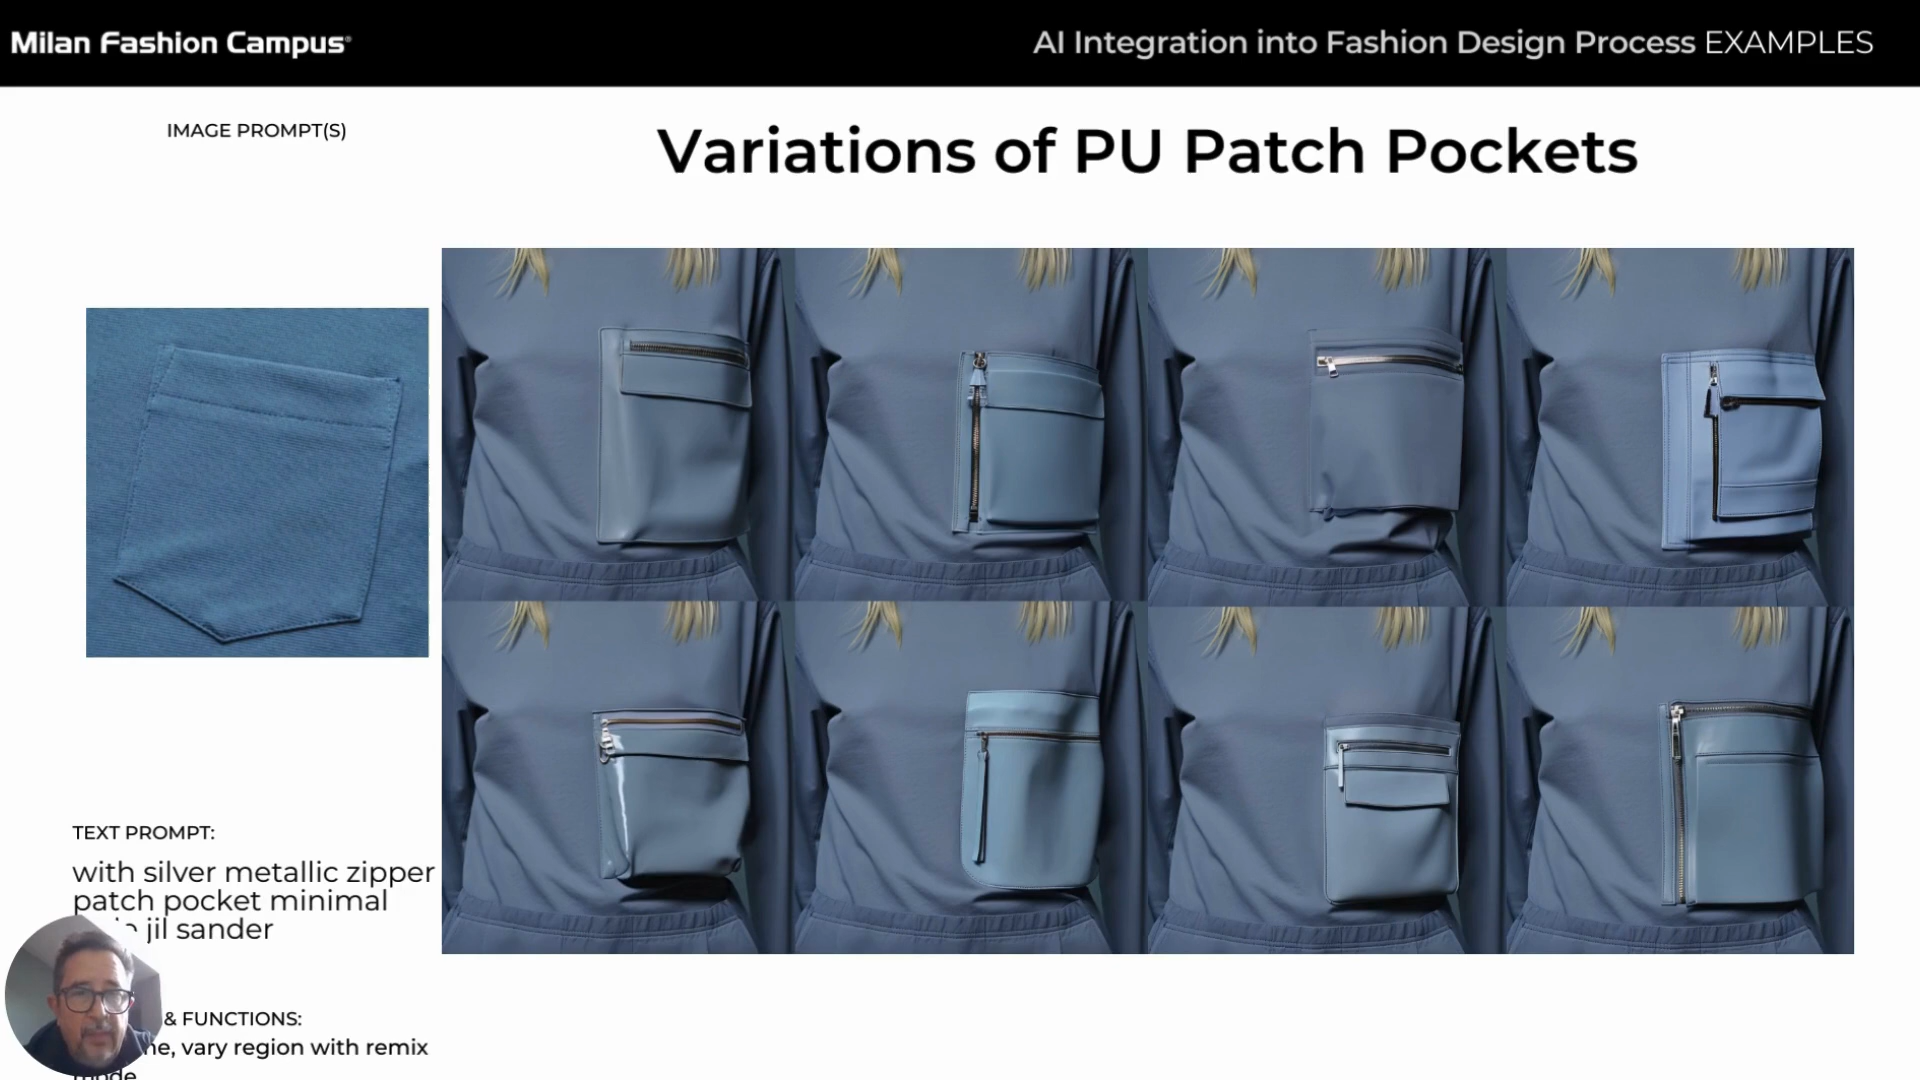 Milan Fashion Campus®
AI Integration into Fashion Design Process EXAMPLES
IMAGE PROMPT(S)
Variations of PU Patch Pockets
TEXT PROMPT:
with silver metallic zipper
patch pocket minimal
jil sander
& FUNCTIONS:
vary region with remix
mode